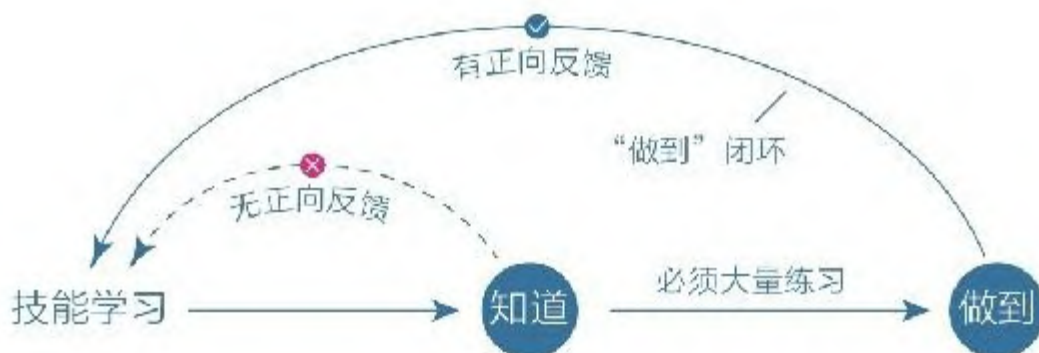 有正向反馈
“做到”闭环
无正向反馈
必须大量练习
技能学习
知道
做到